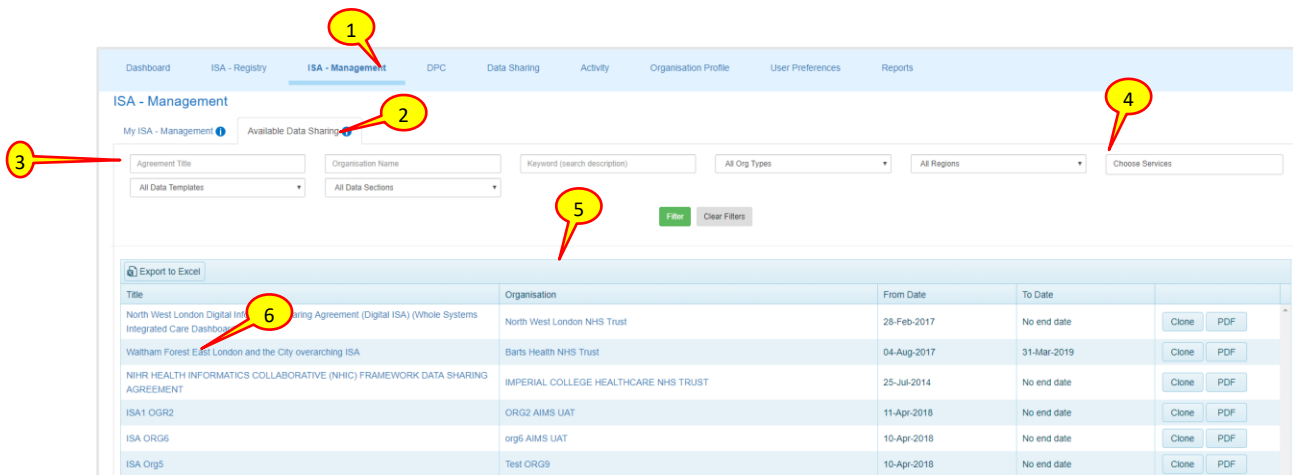 1
Dashboard ISA - Registry ISA - Management DPC Data Sharing Activity Organisation Profile User Preferences Reports
ISA - Management
4
2
My ISA - Management Available Data Sharing
3
Agreement Title Organisation Name Keyword (search description) All Org Types All Regions Choose Services
All Data Templates All Data Sections
5
Filter Clear Filters
Export to Excel
Title Organisation From Date To Date
North West London Digital aring Agreement (Digital ISA) (Whole Systems
Integrated Care North West London NHS Trust 28-Feb-2017 No end date Clone PDF
6
Waltham Forest East London and the City overarching ISA Barts Health NHS Trust 04-Aug-2017 31-Mar-2019 Clone PDF
NIHR HEALTH INFORMATICS COLLABORATIVE (NHIC) FRAMEWORK DATA SHARING
AGREEMENT IMPERIAL COLLEGE HEALTHCARE NHS TRUST 25-Jul-2014 No end date Clone PDF
ISA1 OGR2 ORG2 AIMS UAT 11-Apr-2018 No end date Clone PDF
ISA ORG6 org6 AIMS UAT 10-Apr-2018 No end date Clone PDF
ISA Org5 Test ORG9 10-Apr-2018 No end date Clone PDF